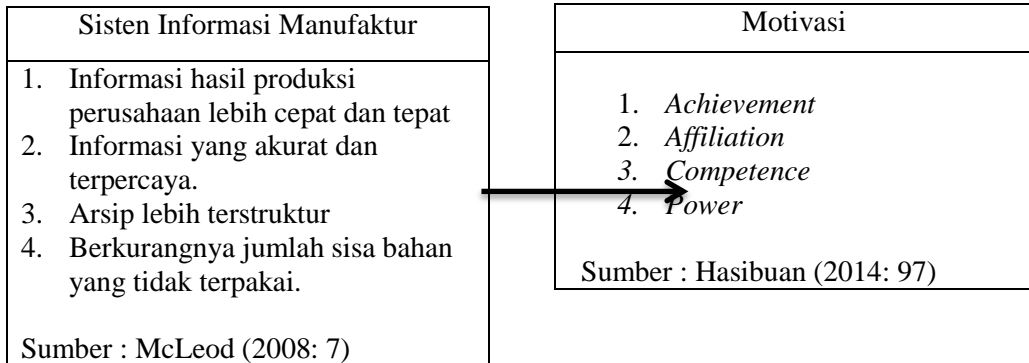 Sisten Informasi Manufaktur
1. Informasi hasil produksi
perusahaan lebih cepat dan tepat
2. Informasi yang akurat dan
terpercaya.
3. Arsip lebih terstruktur
4. Berkurangnya jumlah sisa bahan
yang tidak terpakai.
Sumber : McLeod (2008: 7)
Motivasi
1. Achievement
2. Affiliation
3. Competence
4. Power
Sumber : Hasibuan (2014: 97)